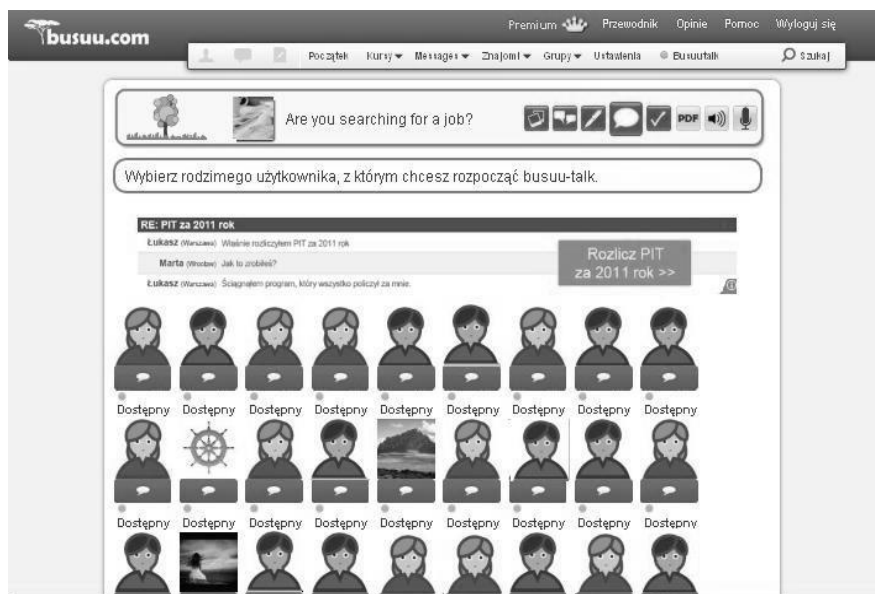 busuu.com
Premium Przewodnik Opinie Pomoc Wyloguj się
Początek Kursy Messages Znajomi Grupy Ustawienia Busuutalk Szukaj
Are you searching for a job? PDF
Wybierz rodzimego użytkownika, z którym chcesz rozpocząć busuu-talk.
RE: PIT za 2011 rok
Łukasz (Warszawa) Właśnie rozliczyłem PIT za 2011 rok
Marta (Wrocław) Jak to zrobiłeś?
Łukasz (Warszawa) Ściągnąłem program, który wszystko policzył za mnie.
Rozlicz PIT
za 2011 rok >>
Dostępny Dostępny Dostępny Dostępny Dostępny Dostępny Dostępny Dostępny Dostępny
Dostępny Dostępny Dostępny Dostępny Dostępny Dostępny Dostępny Dostępny Dostępny